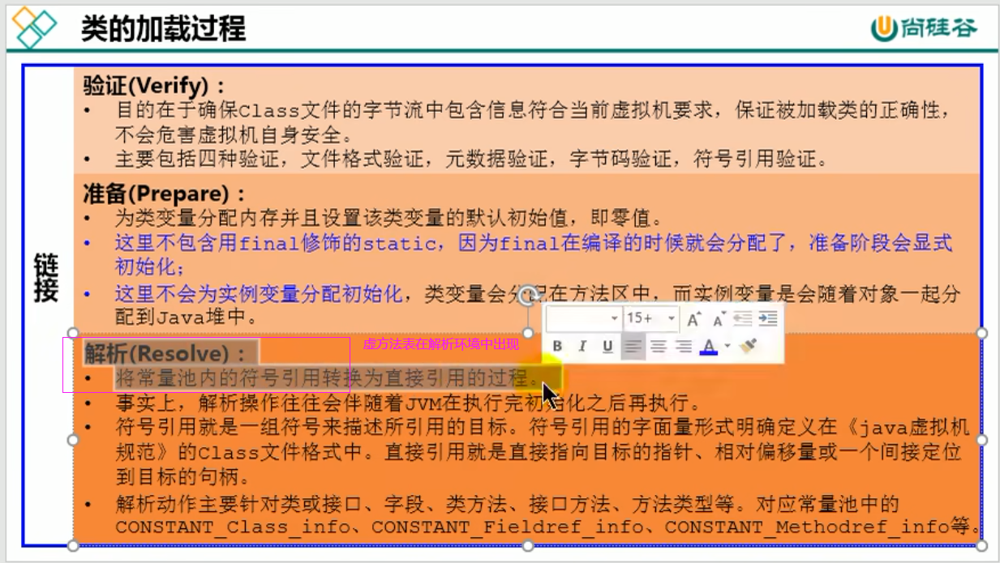 类的加载过程
尚硅谷
链接
验证(Verify)：
• 目的在于确保Class文件的字节流中包含信息符合当前虚拟机要求，保证被加载类的正确性，
不会危害虚拟机自身安全。
• 主要包括四种验证，文件格式验证，元数据验证，字节码验证，符号引用验证。
准备(Prepare)：
• 为类变量分配内存并且设置该类变量的默认初始值，即零值。
• 这里不包含用final修饰的static，因为final在编译的时候就会分配了，准备阶段会显式
初始化；
• 这里不会为实例变量分配初始化，类变量会分配在方法区中，而实例变量是会随着对象一起分
配到Java堆中。
15+
B I U A
解析(Resolve)：
虚方法表在解析环境中出现
• 将常量池内的符号引用转换为直接引用的过程。
• 事实上，解析操作往往会伴随着JVM在执行完初始化之后再执行。
• 符号引用就是一组符号来描述所引用的目标。符号引用的字面量形式明确定义在《java虚拟机
规范》的Class文件格式中。直接引用就是直接指向目标的指针、相对偏移量或一个间接定位
到目标的句柄。
• 解析动作主要针对类或接口、字段、类方法、接口方法、方法类型等。对应常量池中的
CONSTANT_Class_info、CONSTANT_Fieldref_info、CONSTANT_Methodref_info等。